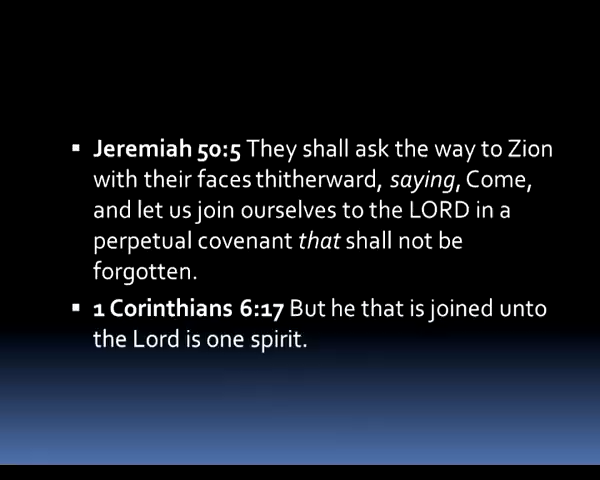 ▪ Jeremiah 50:5 They shall ask the way to Zion
with their faces thitherward, saying, Come,
and let us join ourselves to the LORD in a
perpetual covenant that shall not be
forgotten.
▪ 1 Corinthians 6:17 But he that is joined unto
the Lord is one spirit.